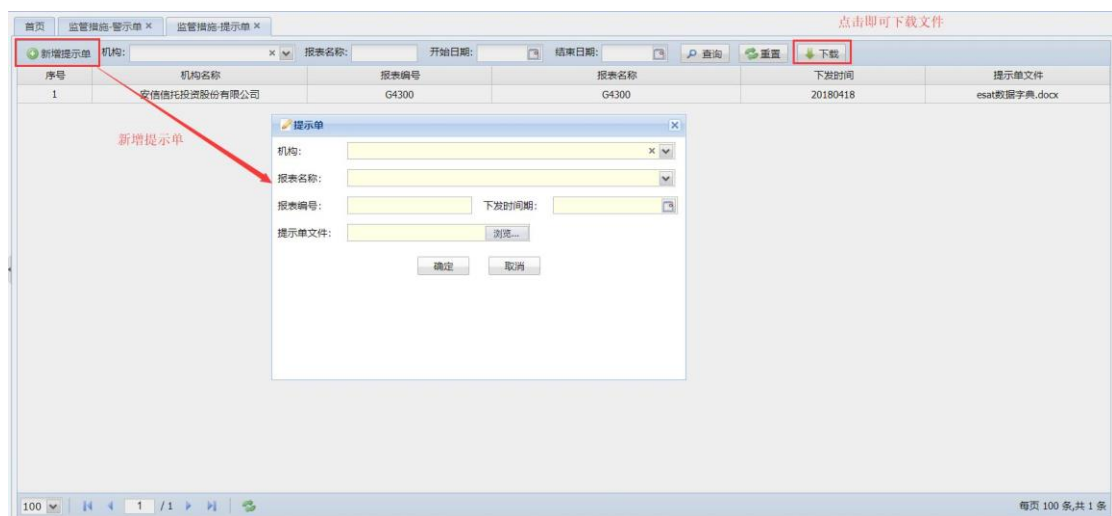 点击即可下载文件
首页 监管措施-警示单 × 监管措施-提示单 ×
新增提示单 机构: × 报表名称: 开始日期: 结束日期: 查询 重置 下载
序号 机构名称 报表编号 报表名称 下发时间 提示单文件
1 安信信托投资股份有限公司 G4300 G4300 20180418 esat数据字典.docx
新增提示单
提示单
机构: ×
报表名称:
报表编号: 下发时间期:
提示单文件: 浏览...
确定 取消
100 1 / 1 每页 100 条,共 1 条